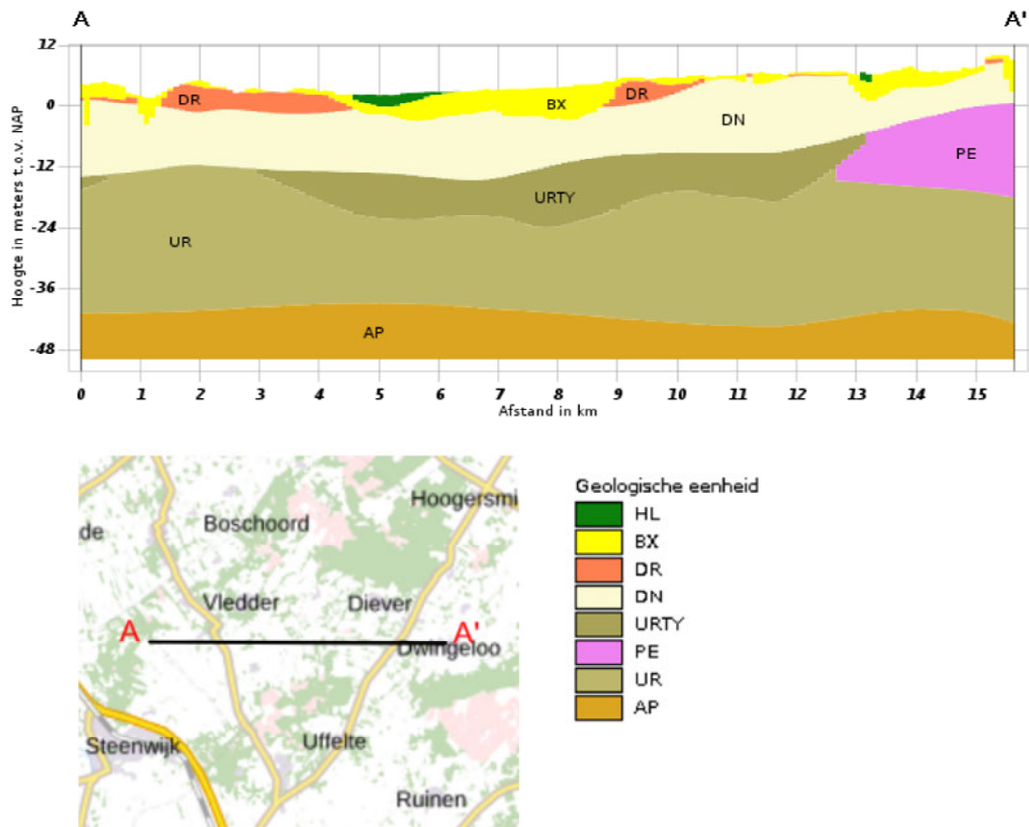 A A'
12
0
-12
-24
-36
-48
Hoogte in meters t.o.v. NAP
DR
BX
DR
DN
PE
URTY
UR
AP
0 1 2 3 4 5 6 7 8 9 10 11 12 13 14 15
Afstand in km
Hoogersmi
Boschoord
de
Vledder Diever
A A'
Dwingeloo
Steenwijk
Uffelte
Ruinen
Geologische eenheid
HL
BX
DR
DN
URTY
PE
UR
AP